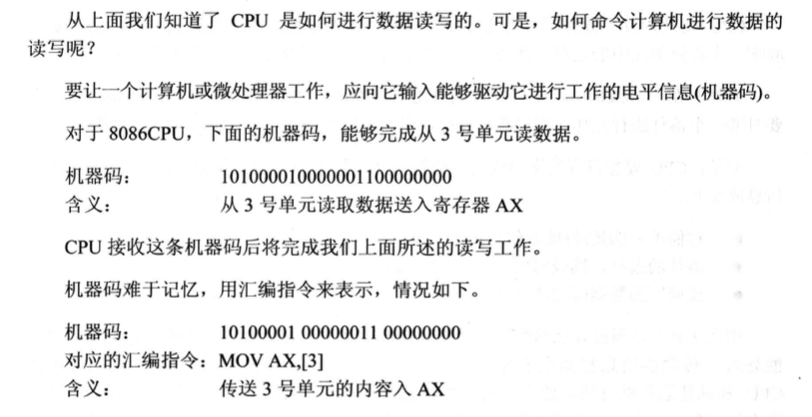 从上面我们知道了 CPU 是如何进行数据读写的。可是，如何命令计算机进行数据的
读写呢？
要让一个计算机或微处理器工作，应向它输入能够驱动它进行工作的电平信息(机器码)。
对于 8086CPU，下面的机器码，能够完成从 3 号单元读数据。
机器码： 101000010000001100000000
含义： 从 3 号单元读取数据送入寄存器 AX
CPU 接收这条机器码后将完成我们上面所述的读写工作。
机器码难于记忆，用汇编指令来表示，情况如下。
机器码： 10100001 00000011 00000000
对应的汇编指令：MOV AX,[3]
含义： 传送 3 号单元的内容入 AX